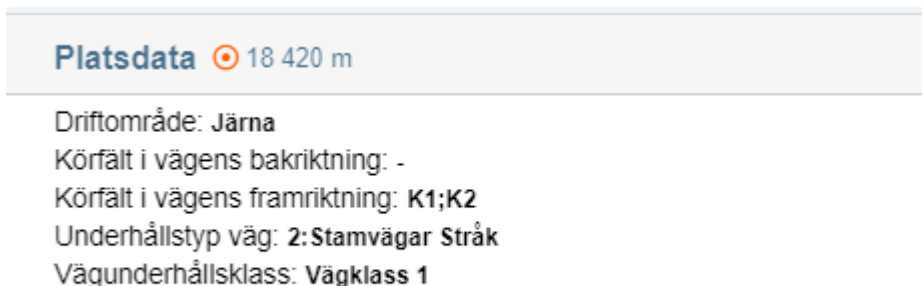 Platsdata 18 420 m
Driftområde: Järna
Körfält i vägens bakriktning: -
Körfält i vägens framriktning: K1;K2
Underhållstyp väg: 2:Stamvägar Stråk
Vägunderhållsklass: Vägklass 1